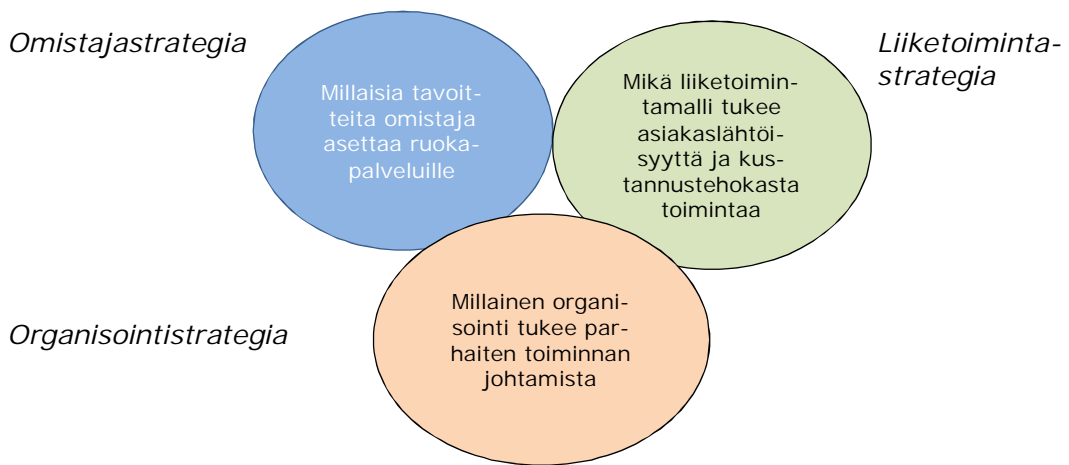 Omistajastrategia
Millaisia tavoit-
teita omistaja
asettaa ruoka-
palveluille
Liiketoiminta-
strategia
Mikä liiketoimin-
tamalli tukee
asiakaslähtöi-
syyttä ja kus-
tannustehokasta
toimintaa
Organisointistrategia
Millainen organi-
sointi tukee par-
haiten toiminnan
johtamista